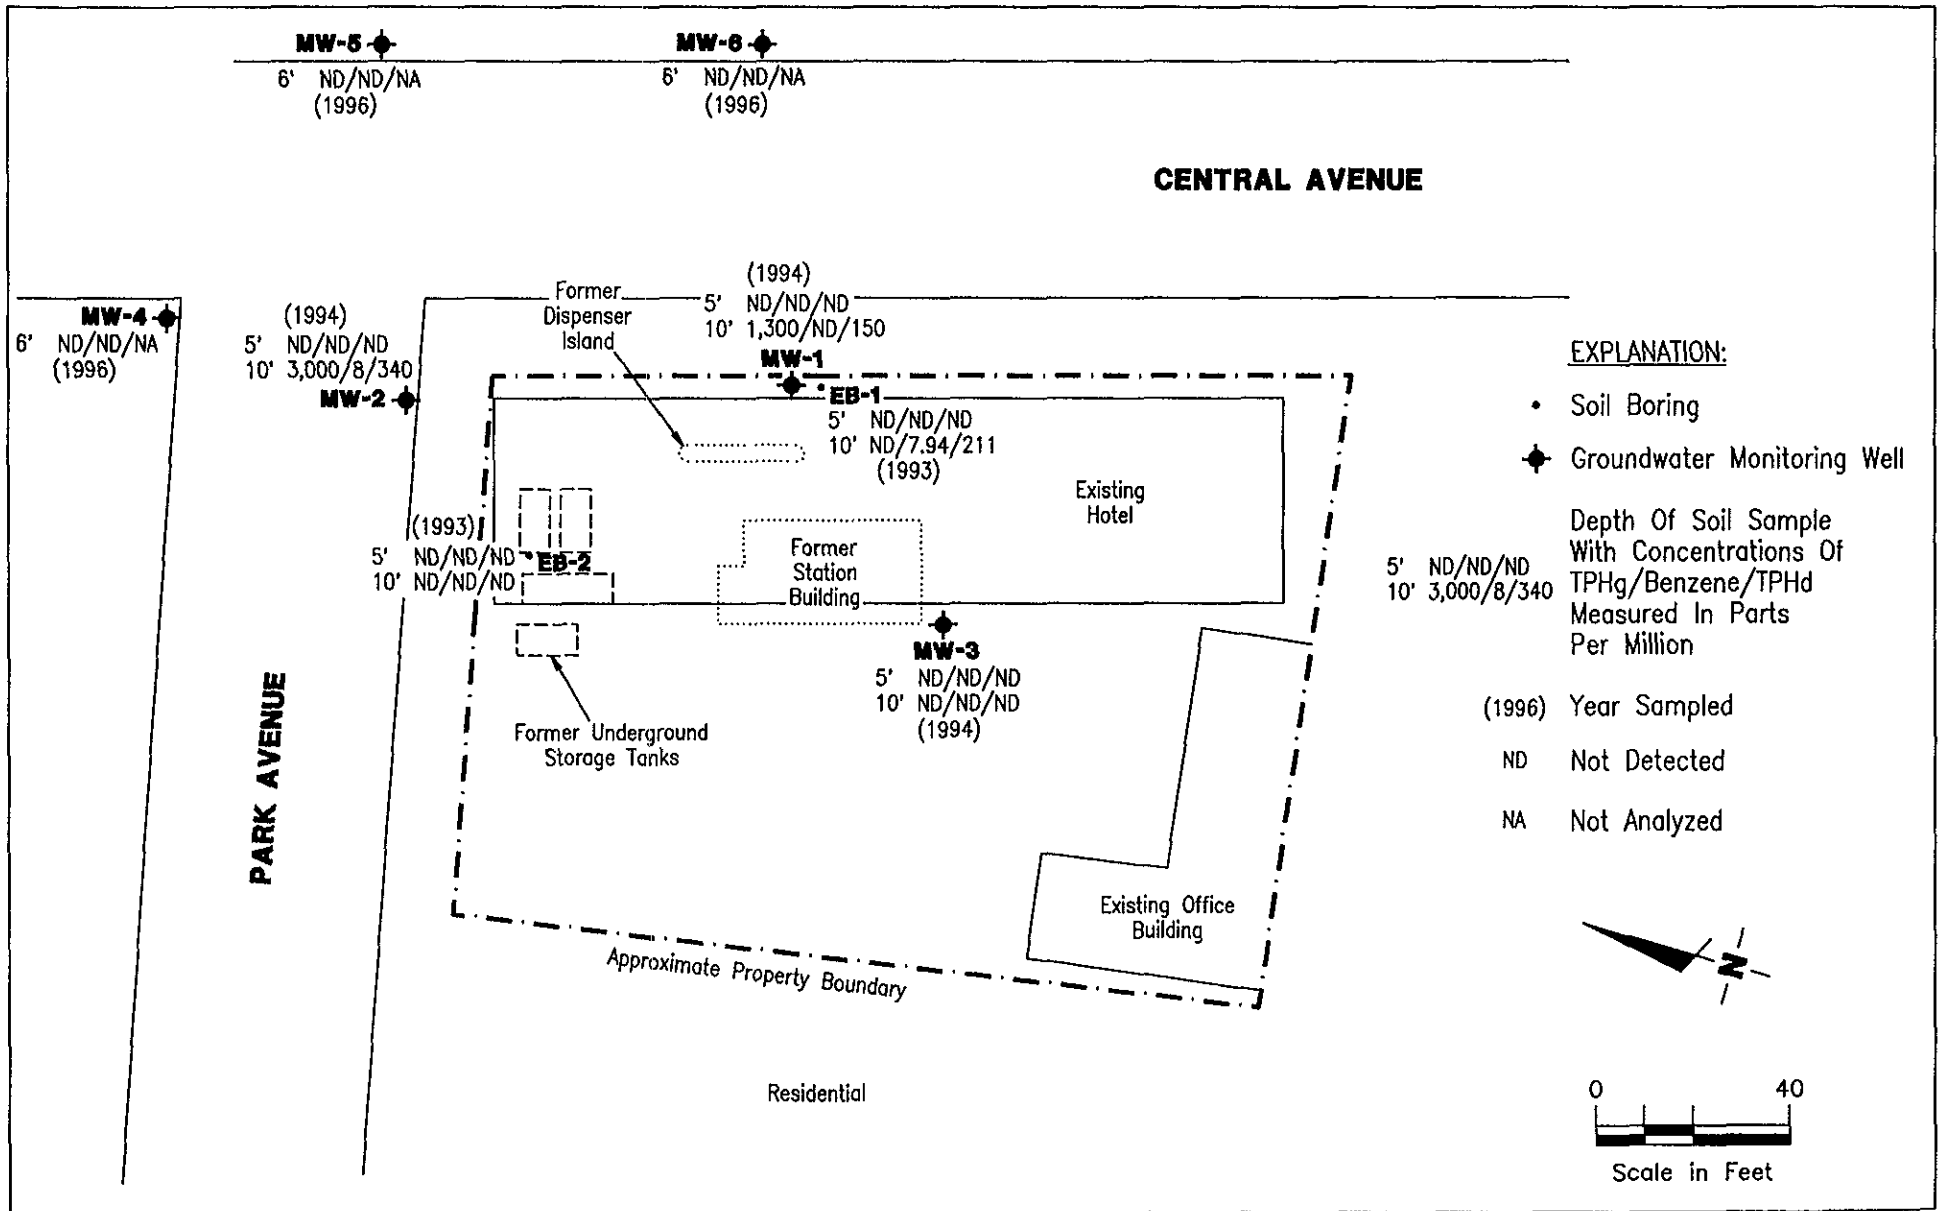 MW-5
6' ND/ND/NA
(1996)
MW-6
6' ND/ND/NA
(1996)
CENTRAL AVENUE
MW-4
6' ND/ND/NA
(1996)
(1994)
5' ND/ND/ND
10' 3,000/8/340
MW-2
Former
Dispenser
Island
(1994)
5' ND/ND/ND
10' 1,300/ND/150
MW-1
EB-1
5' ND/ND/ND
10' ND/7.94/211
(1993)
Existing
Hotel
(1993)
5' ND/ND/ND
10' ND/ND/ND
EB-2
Former
Station
Building
MW-3
5' ND/ND/ND
10' ND/ND/ND
(1994)
Former Underground
Storage Tanks
PARK AVENUE
Existing Office
Building
Approximate Property Boundary
Residential
EXPLANATION:
Soil Boring
Groundwater Monitoring Well
5' ND/ND/ND
10' 3,000/8/340
Depth Of Soil Sample
With Concentrations Of
TPHg/Benzene/TPHd
Measured In Parts
Per Million
(1996) Year Sampled
ND Not Detected
NA Not Analyzed
N
0 40
Scale in Feet